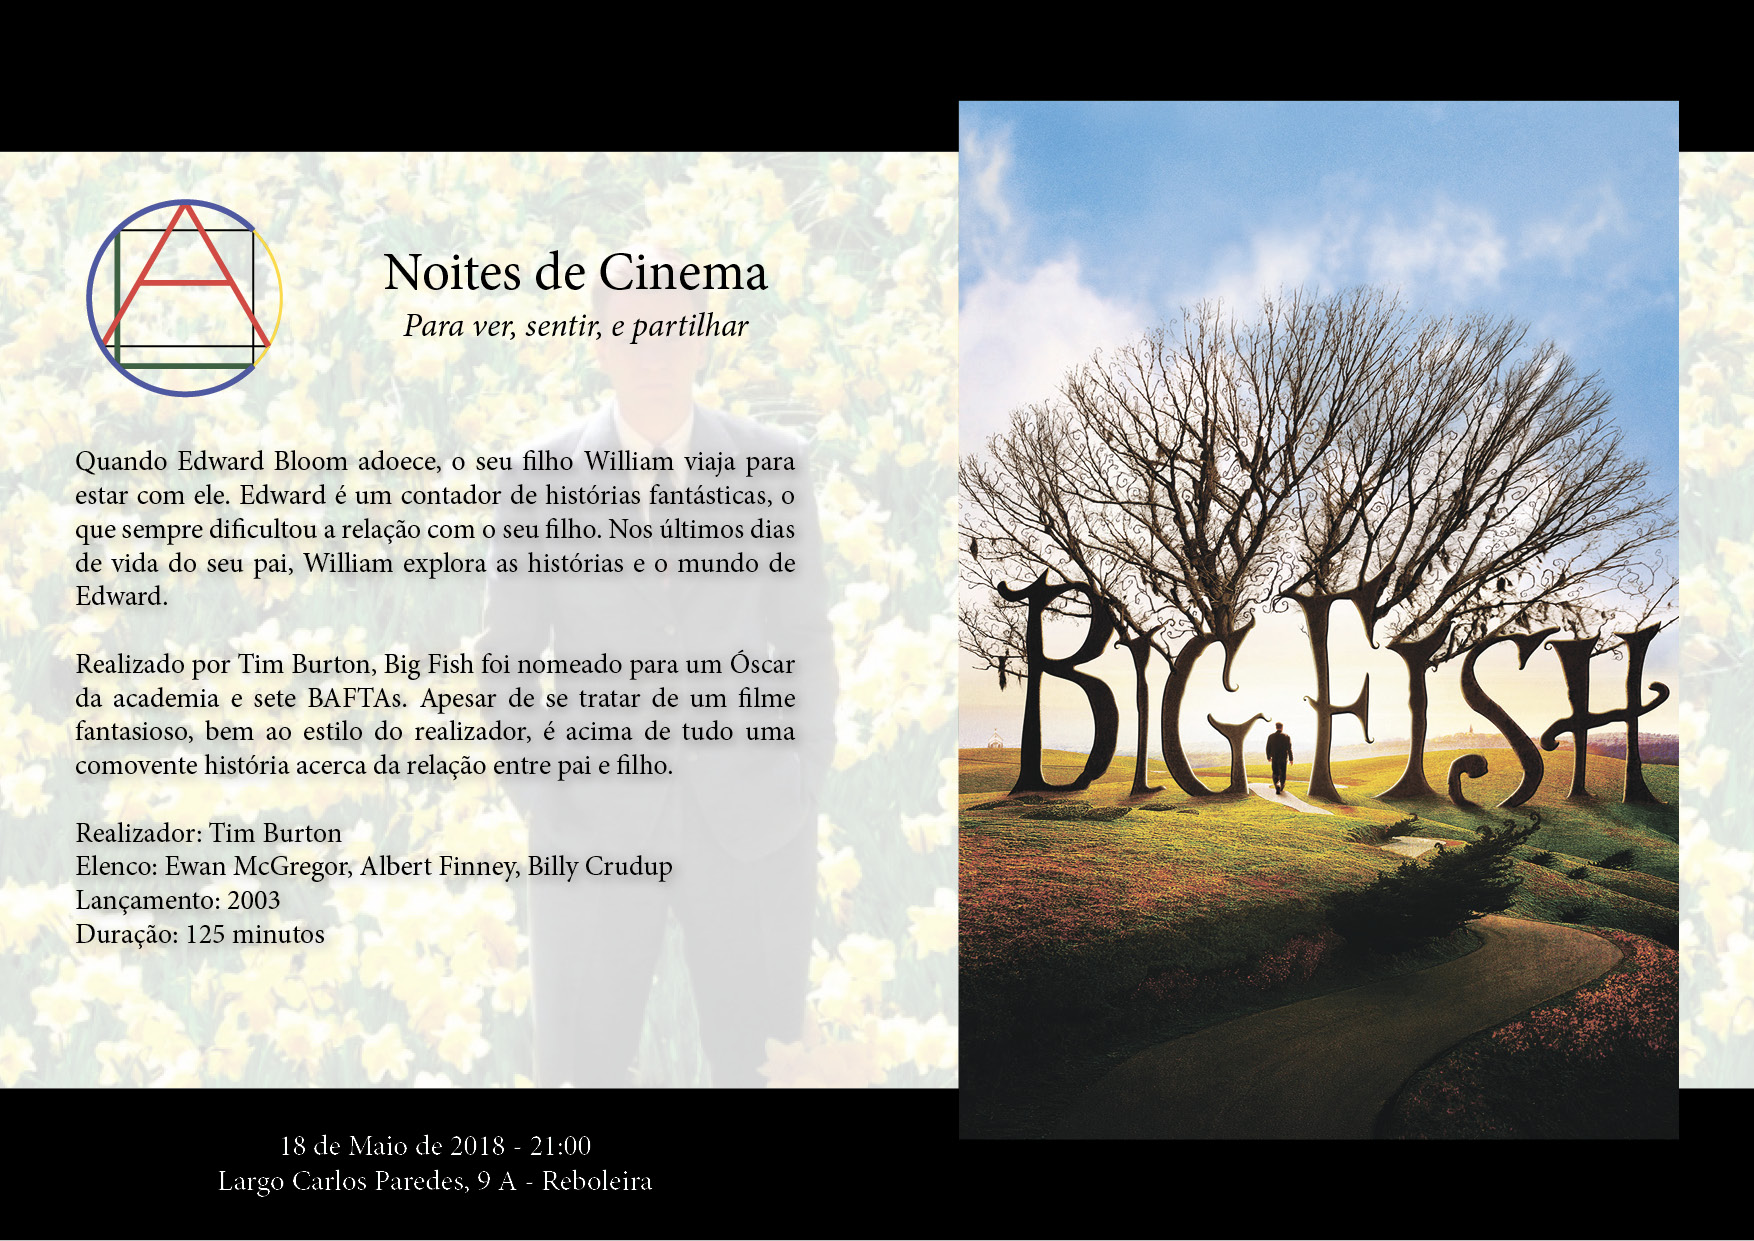 Noites de Cinema
Para ver, sentir, e partilhar
Quando Edward Bloom adoece, o seu filho William viaja para
estar com ele. Edward é um contador de histórias fantásticas, o
que sempre dificultou a relação com o seu filho. Nos últimos dias
de vida do seu pai, William explora as histórias e o mundo de
Edward.
Realizado por Tim Burton, Big Fish foi nomeado para um Óscar
da academia e sete BAFTAs. Apesar de se tratar de um filme
fantasioso, bem ao estilo do realizador, é acima de tudo uma
comovente história acerca da relação entre pai e filho.
Realizador: Tim Burton
Elenco: Ewan McGregor, Albert Finney, Billy Crudup
Lançamento: 2003
Duração: 125 minutos
18 de Maio de 2018 - 21:00
Largo Carlos Paredes, 9 A - Reboleira
BIG FISH